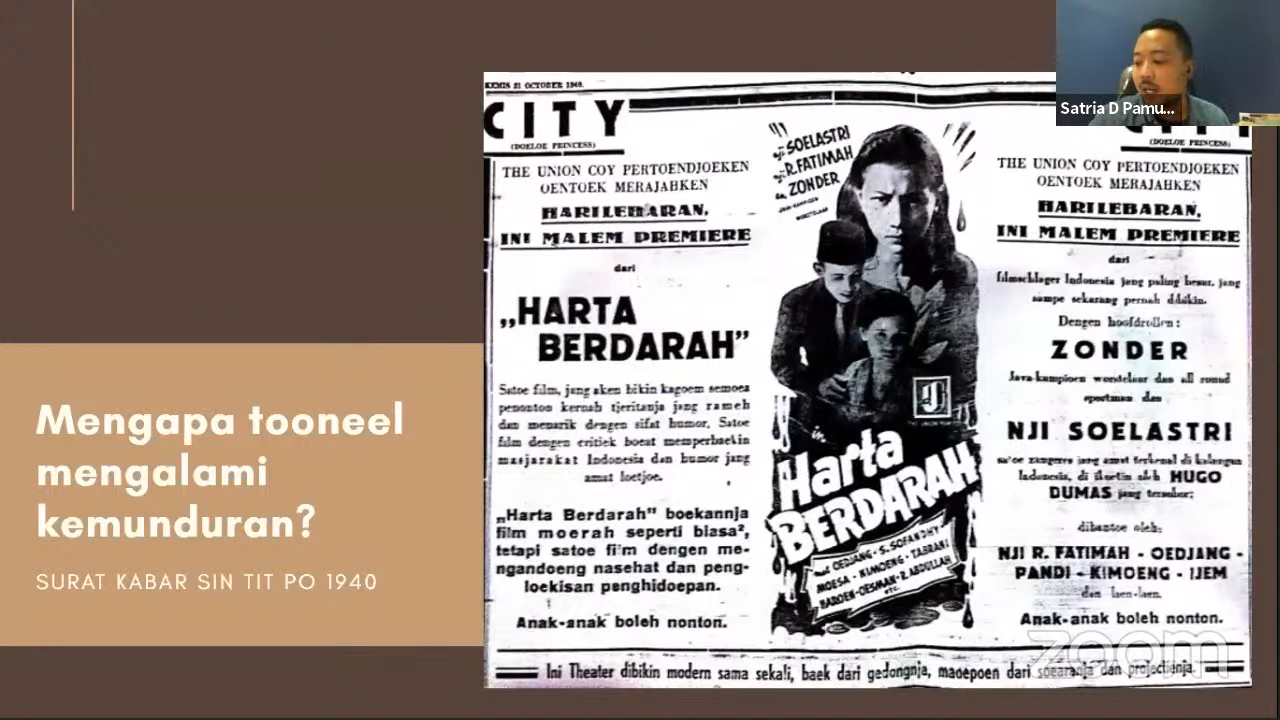 Mengapa tooneel
mengalami
kemunduran?
SURAT KABAR SIN TIT PO 1940
KEMIS 31 OCTOBER 1940.
CITY
(DOELOE PRINCESS)
THE UNION COY PERTOENDJOEKEN
OENTOEK MERAJAHKEN
HARI LEBARAN,
INI MALEM PREMIERE
dari
„HARTA
BERDARAH”
Satoe film, jang aken bikin kagoem semoea
penonton kernah tjeritanja jang rameh
dan menarik dengen sifat humor. Satoe
film dengen critiek boeat memperbaekin
masjarakat Indonesia dan humor jang
amat loetjoe.
„Harta Berdarah” boekannja
film moerah seperti biasa²,
tetapi satoe film dengen me-
ngandoeng nasehat dan peng-
loekisan penghidoepan.
Anak-anak boleh nonton.
SOELASTRI
R. FATIMAH
ZONDER
in
Harta
BERDARAH
OEDJANG - S. SOFANDHY
MOESA - KIMOENG - TABRANI
HAROEN - OESMAN - R. ABDULLAH
etc.
(DOELOE PRINCESS)
THE UNION COY PERTOENDJOEKEN
OENTOEK MERAJAHKEN
HARI LEBARAN,
INI MALEM PREMIERE
dari
filmschlager Indonesia jang paling besar, jang
sampe sekarang pernah dibikin.
Dengen hoofdrollen:
ZONDER
Java-kampioen worstelaar dan all round
sportman dan
NJI SOELASTRI
satoe zangeres jang amat terkenal di kalangan
Indonesia, di iloetin oleh HUGO
DUMAS jang tersohor;
dibantoe oleh:
NJI R. FATIMAH - OEDJANG -
PANDI - KIMOENG - IJEM
dan laen-laen.
Anak-anak boleh nonton.
Ini Theater dibikin modern sama sekali, baek dari gedongnja, maoepoen dari soearanja dan projectienja
Satria D Pamu...
zoom